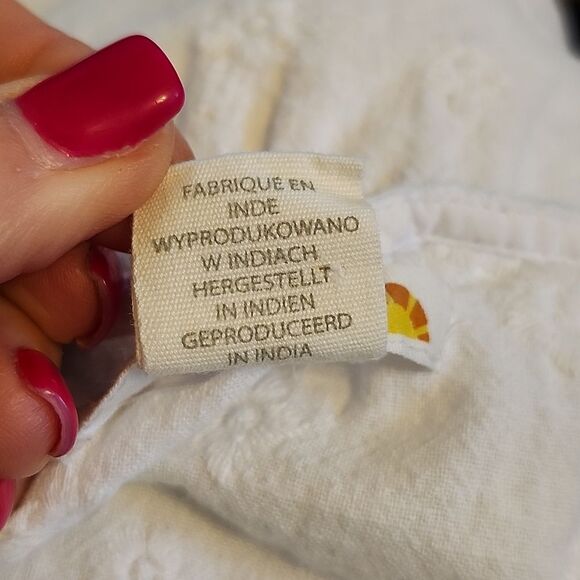 FABRIQUE EN
INDE
WYPRODUKOWANO
W INDIACH
HERGESTELLT
IN INDIEN
GEPRODUCEERD
IN INDIA